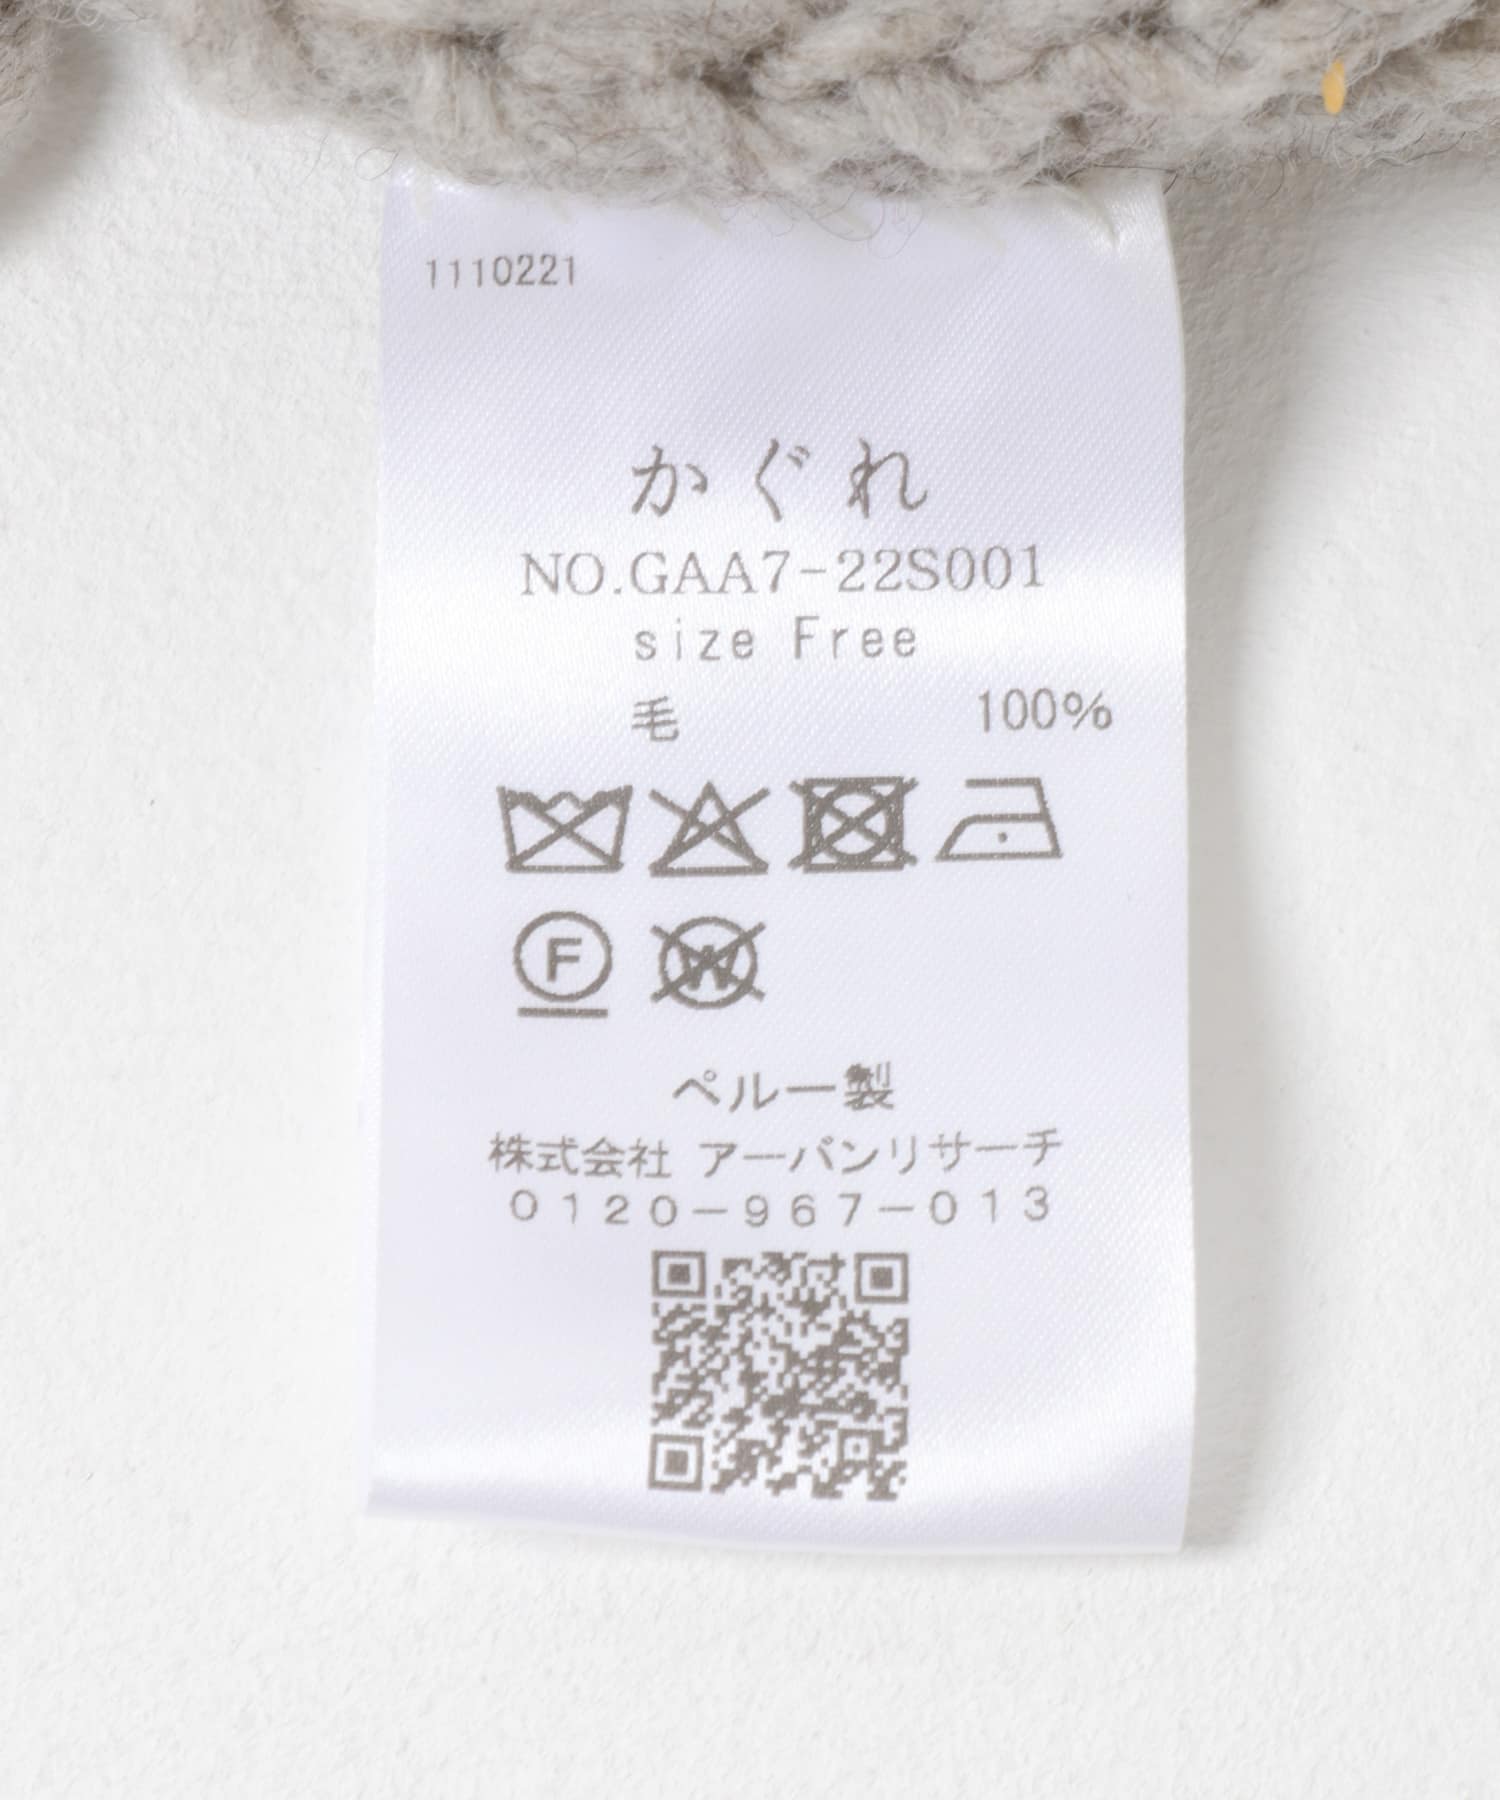 1110221
かぐれ
NO.GAA7-22S001
size Free
毛 100%
F W
ペルー製
株式会社 アーバンリサーチ
0120-967-013